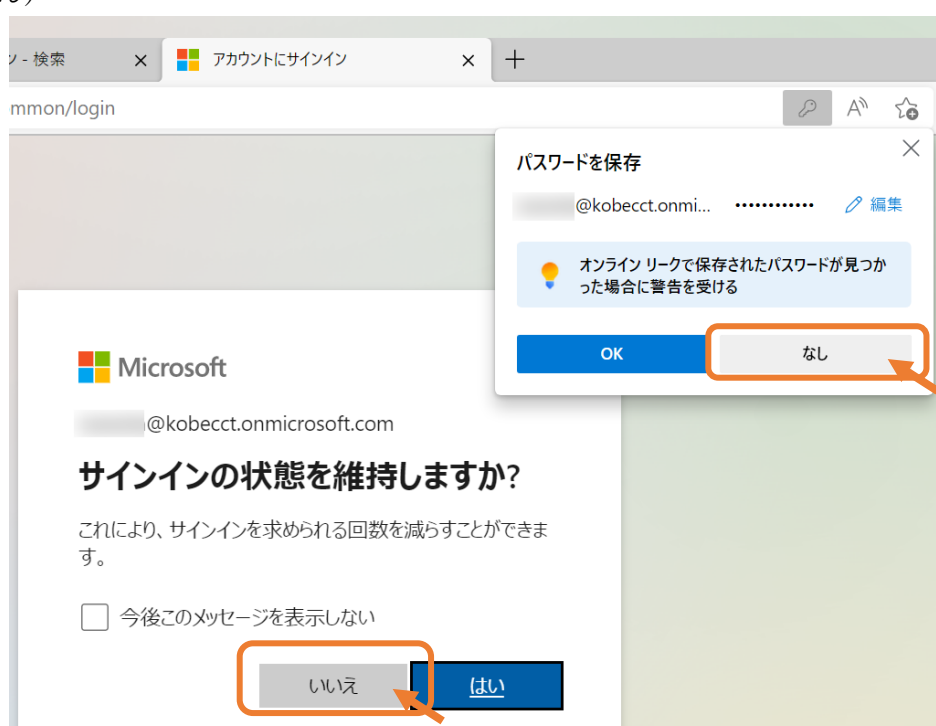 - 検索
アカウントにサインイン
mmon/login
パスワードを保存
@kobecct.onmi... •••••••••••• 編集
オンライン リークで保存されたパスワードが見つか
った場合に警告を受ける
OK
なし
Microsoft
@kobecct.onmicrosoft.com
サインインの状態を維持しますか?
これにより、サインインを求められる回数を減らすことができま
す。
今後このメッセージを表示しない
いいえ
はい